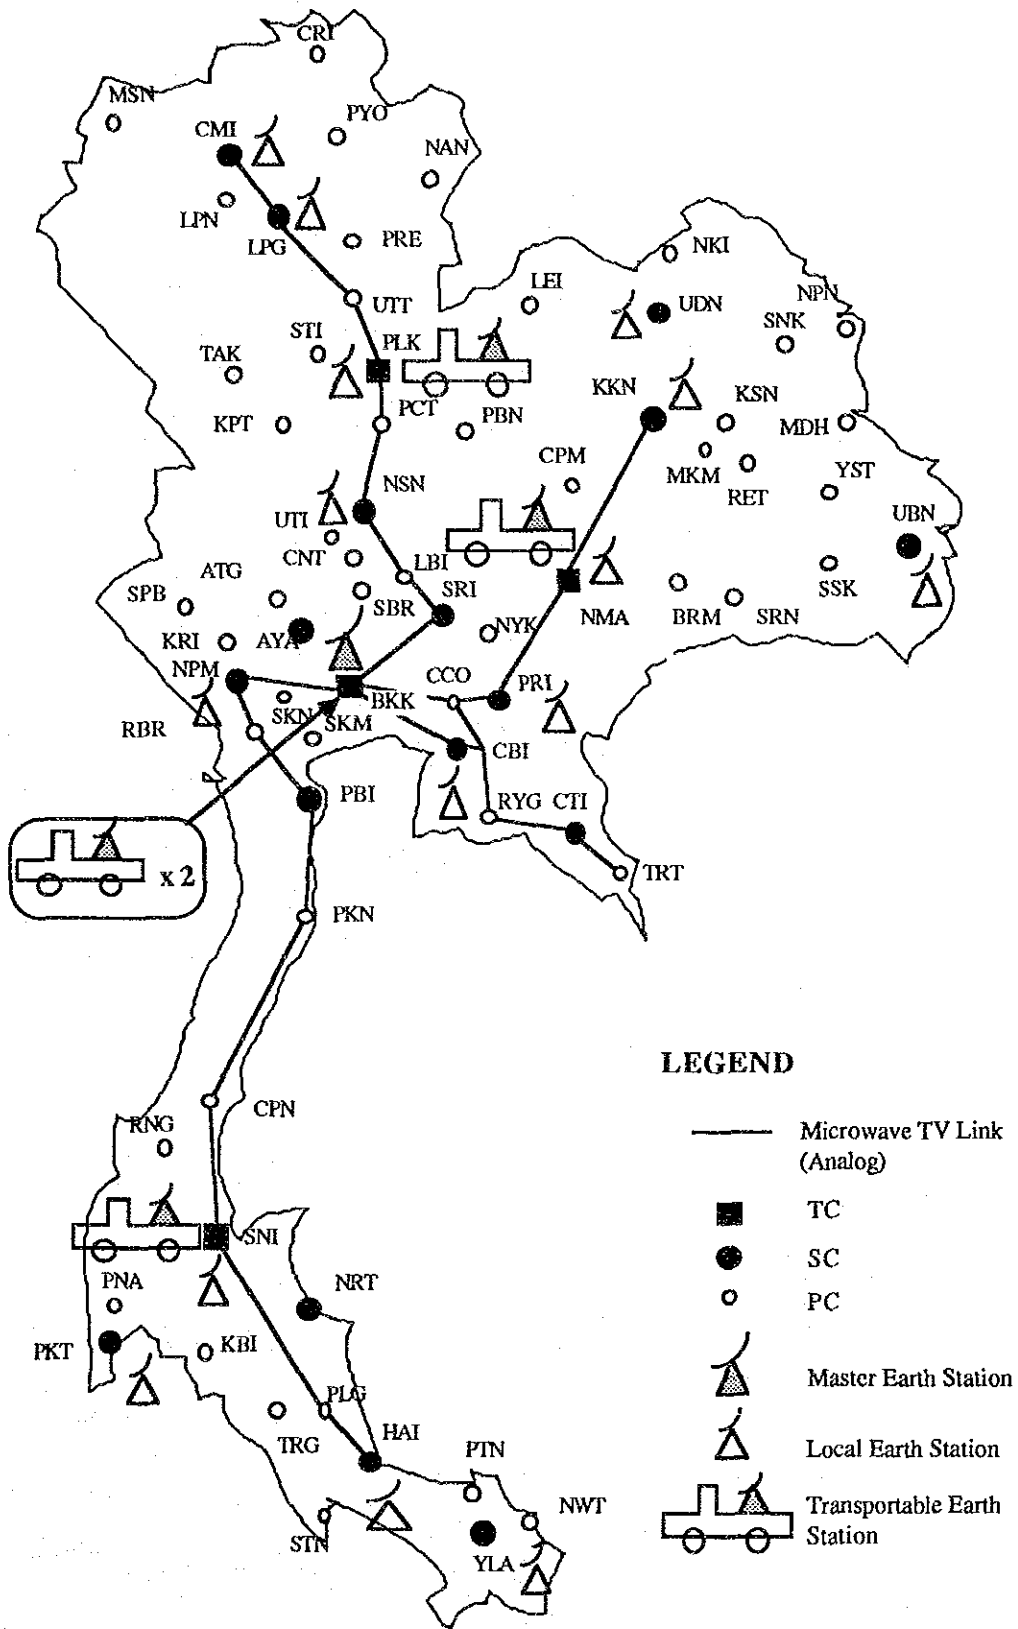 CRI
MSN
PYO
CMI
NAN
LPN
LPG
PRE
NKI
LEI
UTT
UDN
NPN
STI
PLK
SNK
TAK
KKN
KSN
KPT
PCT
PBN
MDH
CPM
MKM
RET
YST
NSN
UTI
UBN
CNT
LBI
ATG
SRI
SPB
SBR
NMA
BRM
SRN
SSK
KRI
AYA
NYK
NPM
CCO
PRI
BKK
SKN
SKM
RBR
CBI
PBI
RYG
CTI
x 2
TRT
PKN
LEGEND
CPN
RNG
Microwave TV Link
(Analog)
TC
SNI
SC
PNA
NRT
PC
PKT
KBI
Master Earth Station
PLG
HAI
TRG
PTN
Local Earth Station
NWT
Transportable Earth
Station
STN
YLA